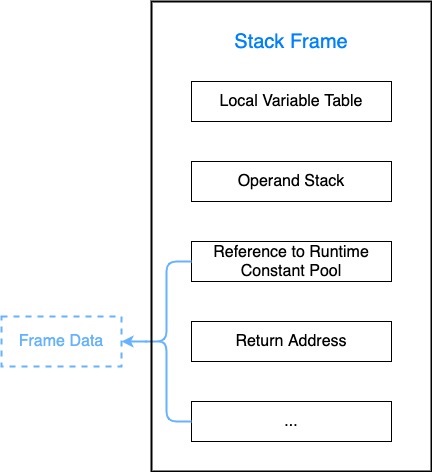 Stack Frame
Local Variable Table
Operand Stack
Reference to Runtime
Constant Pool
Frame Data
Return Address
...